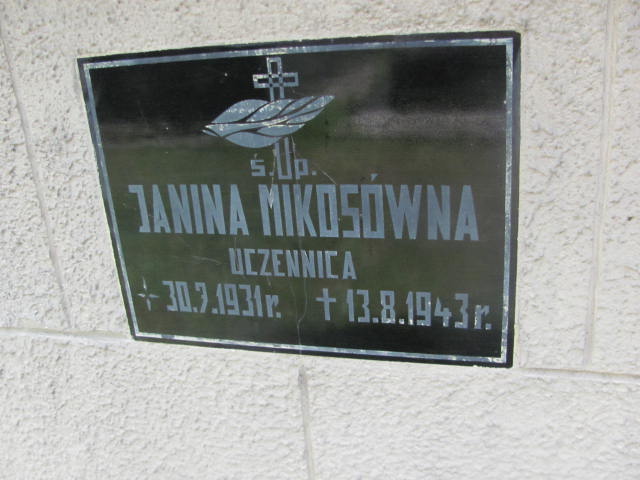 ś. p.
JANINA MIKOSÓWNA
UCZENNICA
30.7.1931 r. † 13.8.1943 r.